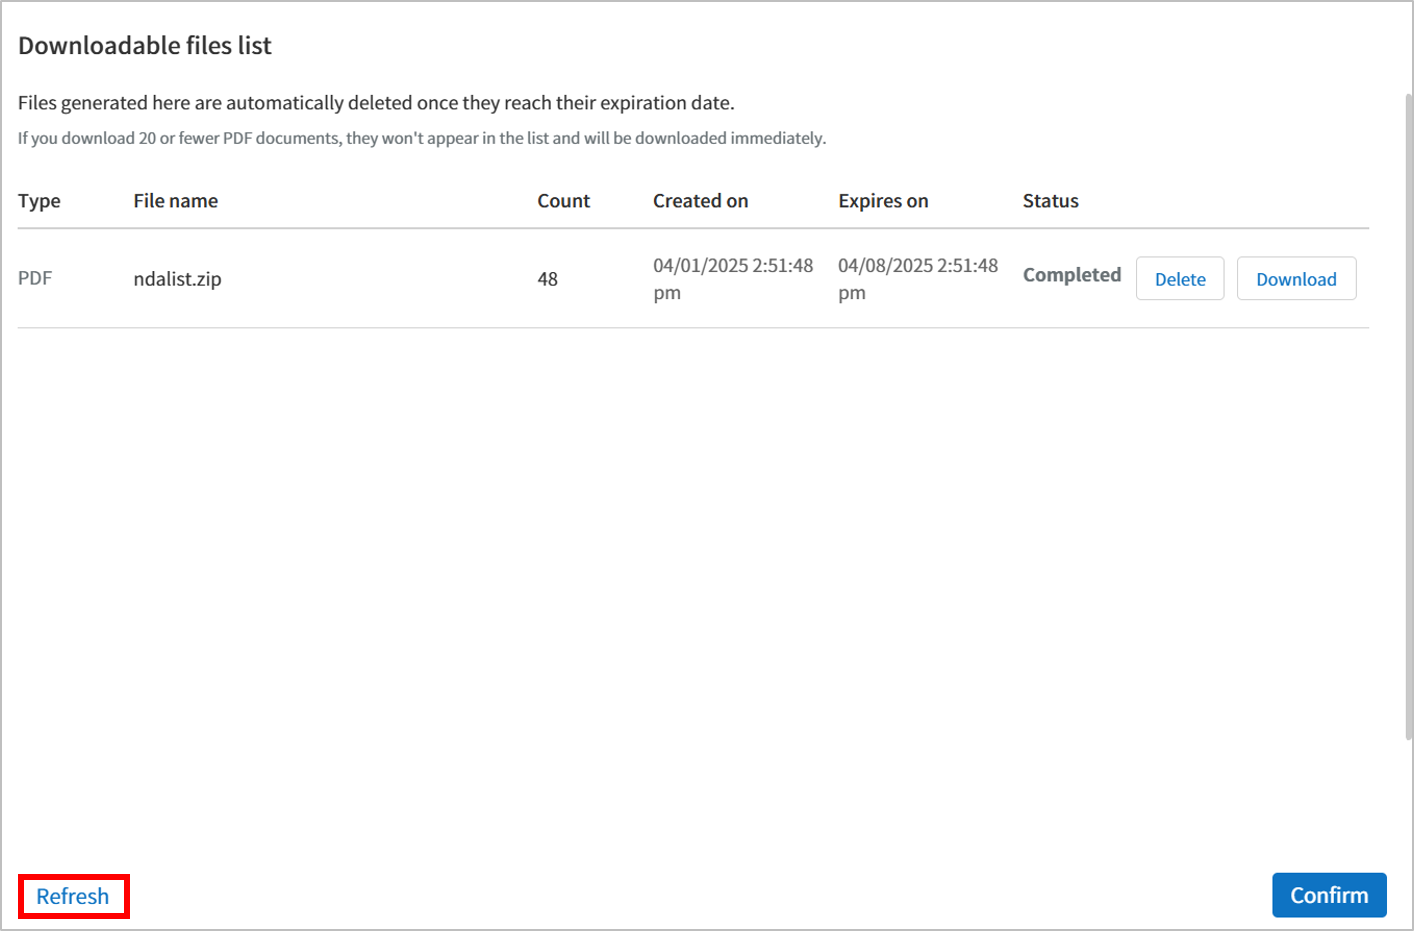 Downloadable files list
Files generated here are automatically deleted once they reach their expiration date.
If you download 20 or fewer PDF documents, they won't appear in the list and will be downloaded immediately.
Type File name Count Created on Expires on Status
PDF ndalist.zip 48 04/01/2025 2:51:48 pm 04/08/2025 2:51:48 pm Completed Delete Download
Refresh Confirm